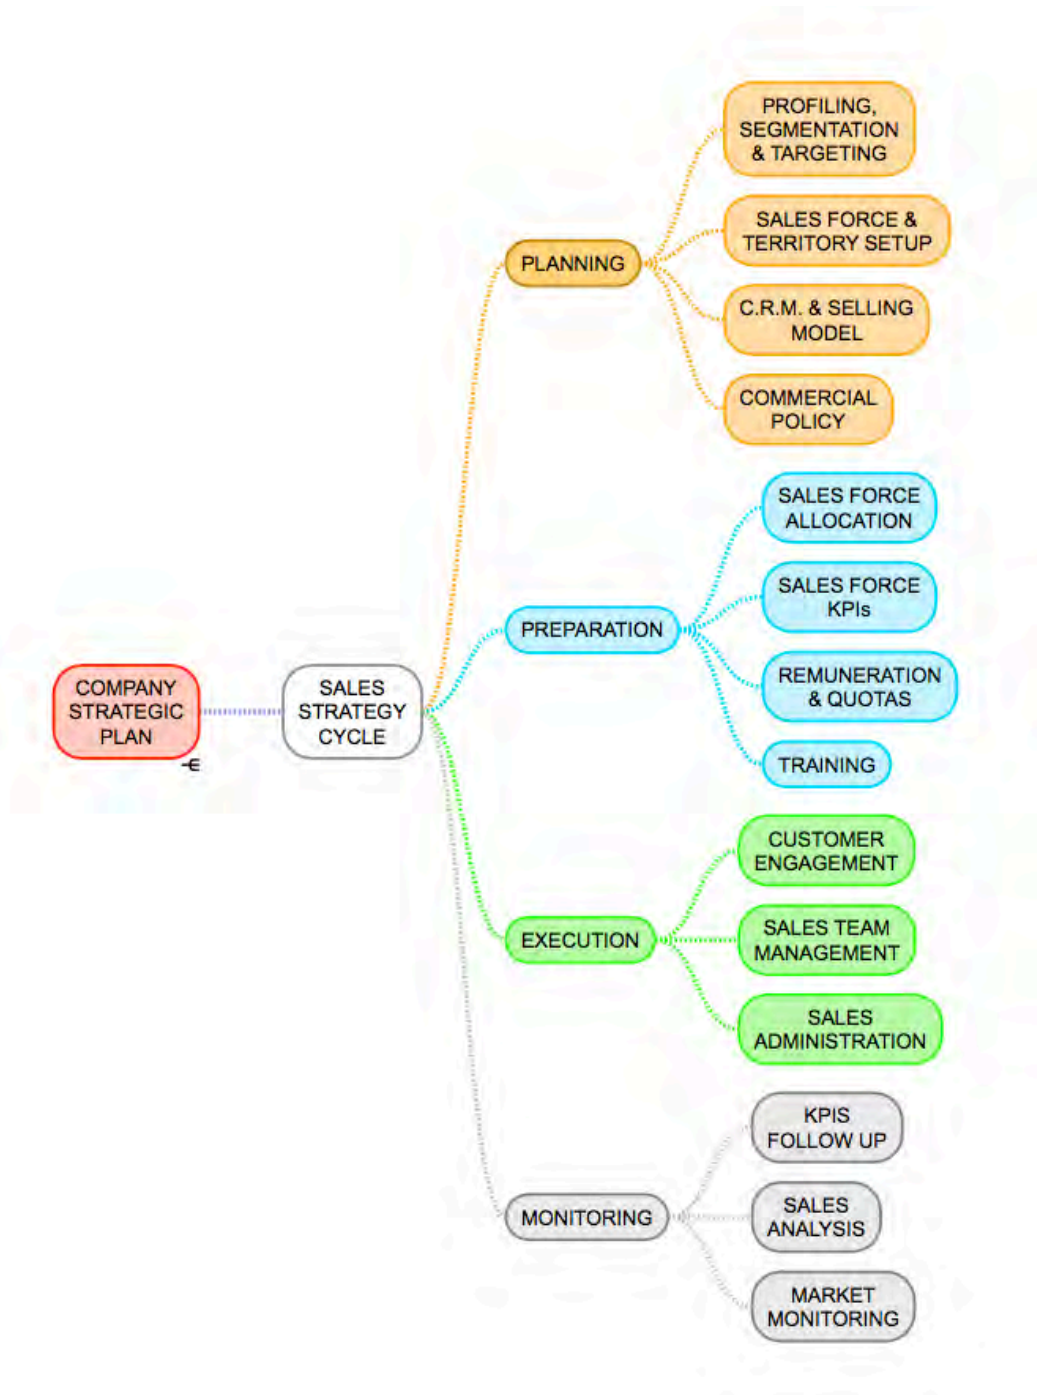 PROFILING,
SEGMENTATION
& TARGETING
SALES FORCE &
TERRITORY SETUP
PLANNING
C.R.M. & SELLING
MODEL
COMMERCIAL
POLICY
SALES FORCE
ALLOCATION
SALES FORCE
KPIs
PREPARATION
REMUNERATION
& QUOTAS
TRAINING
COMPANY
STRATEGIC
PLAN
SALES
STRATEGY
CYCLE
CUSTOMER
ENGAGEMENT
EXECUTION
SALES TEAM
MANAGEMENT
SALES
ADMINISTRATION
KPIS
FOLLOW UP
MONITORING
SALES
ANALYSIS
MARKET
MONITORING